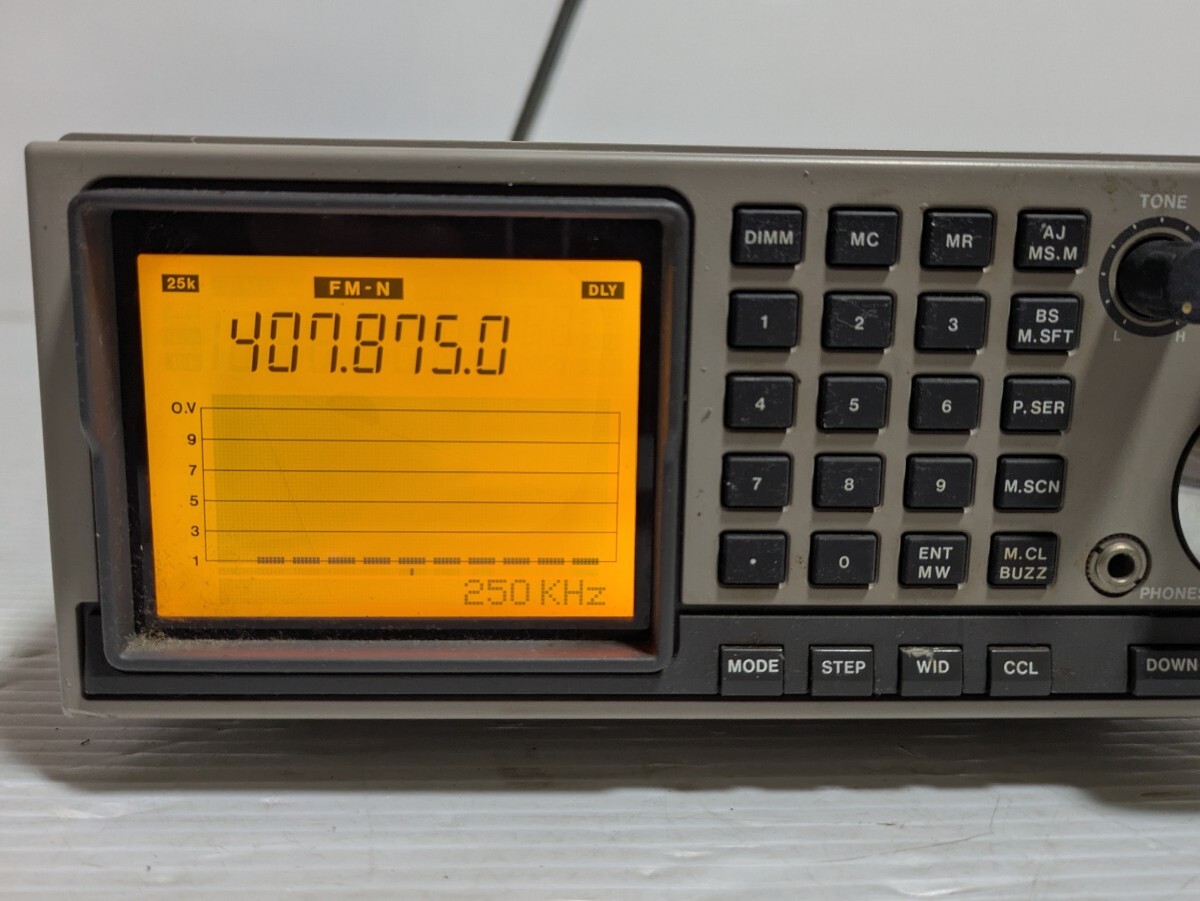 25k FM-N DLY
407.875.0
O.V
9
7
5
3
1
250 KHz
DIMM MC MR AJ MS.M
1 2 3 BS M.SFT
4 5 6 P.SER
7 8 9 M.SCN
. 0 ENT MW M.CL BUZZ
MODE STEP WID CCL DOWN
TONE
L H
PHONES